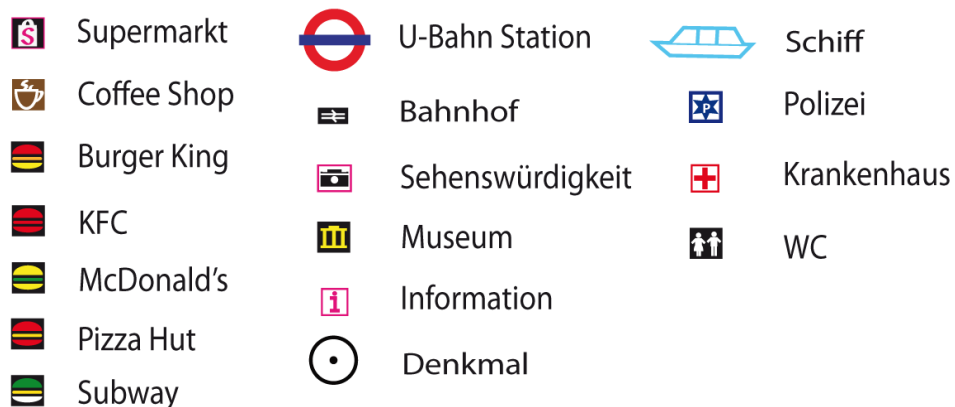 Supermarkt
Coffee Shop
Burger King
KFC
McDonald's
Pizza Hut
Subway
U-Bahn Station
Bahnhof
Sehenswürdigkeit
Museum
Information
Denkmal
Schiff
Polizei
Krankenhaus
WC
S
i
P